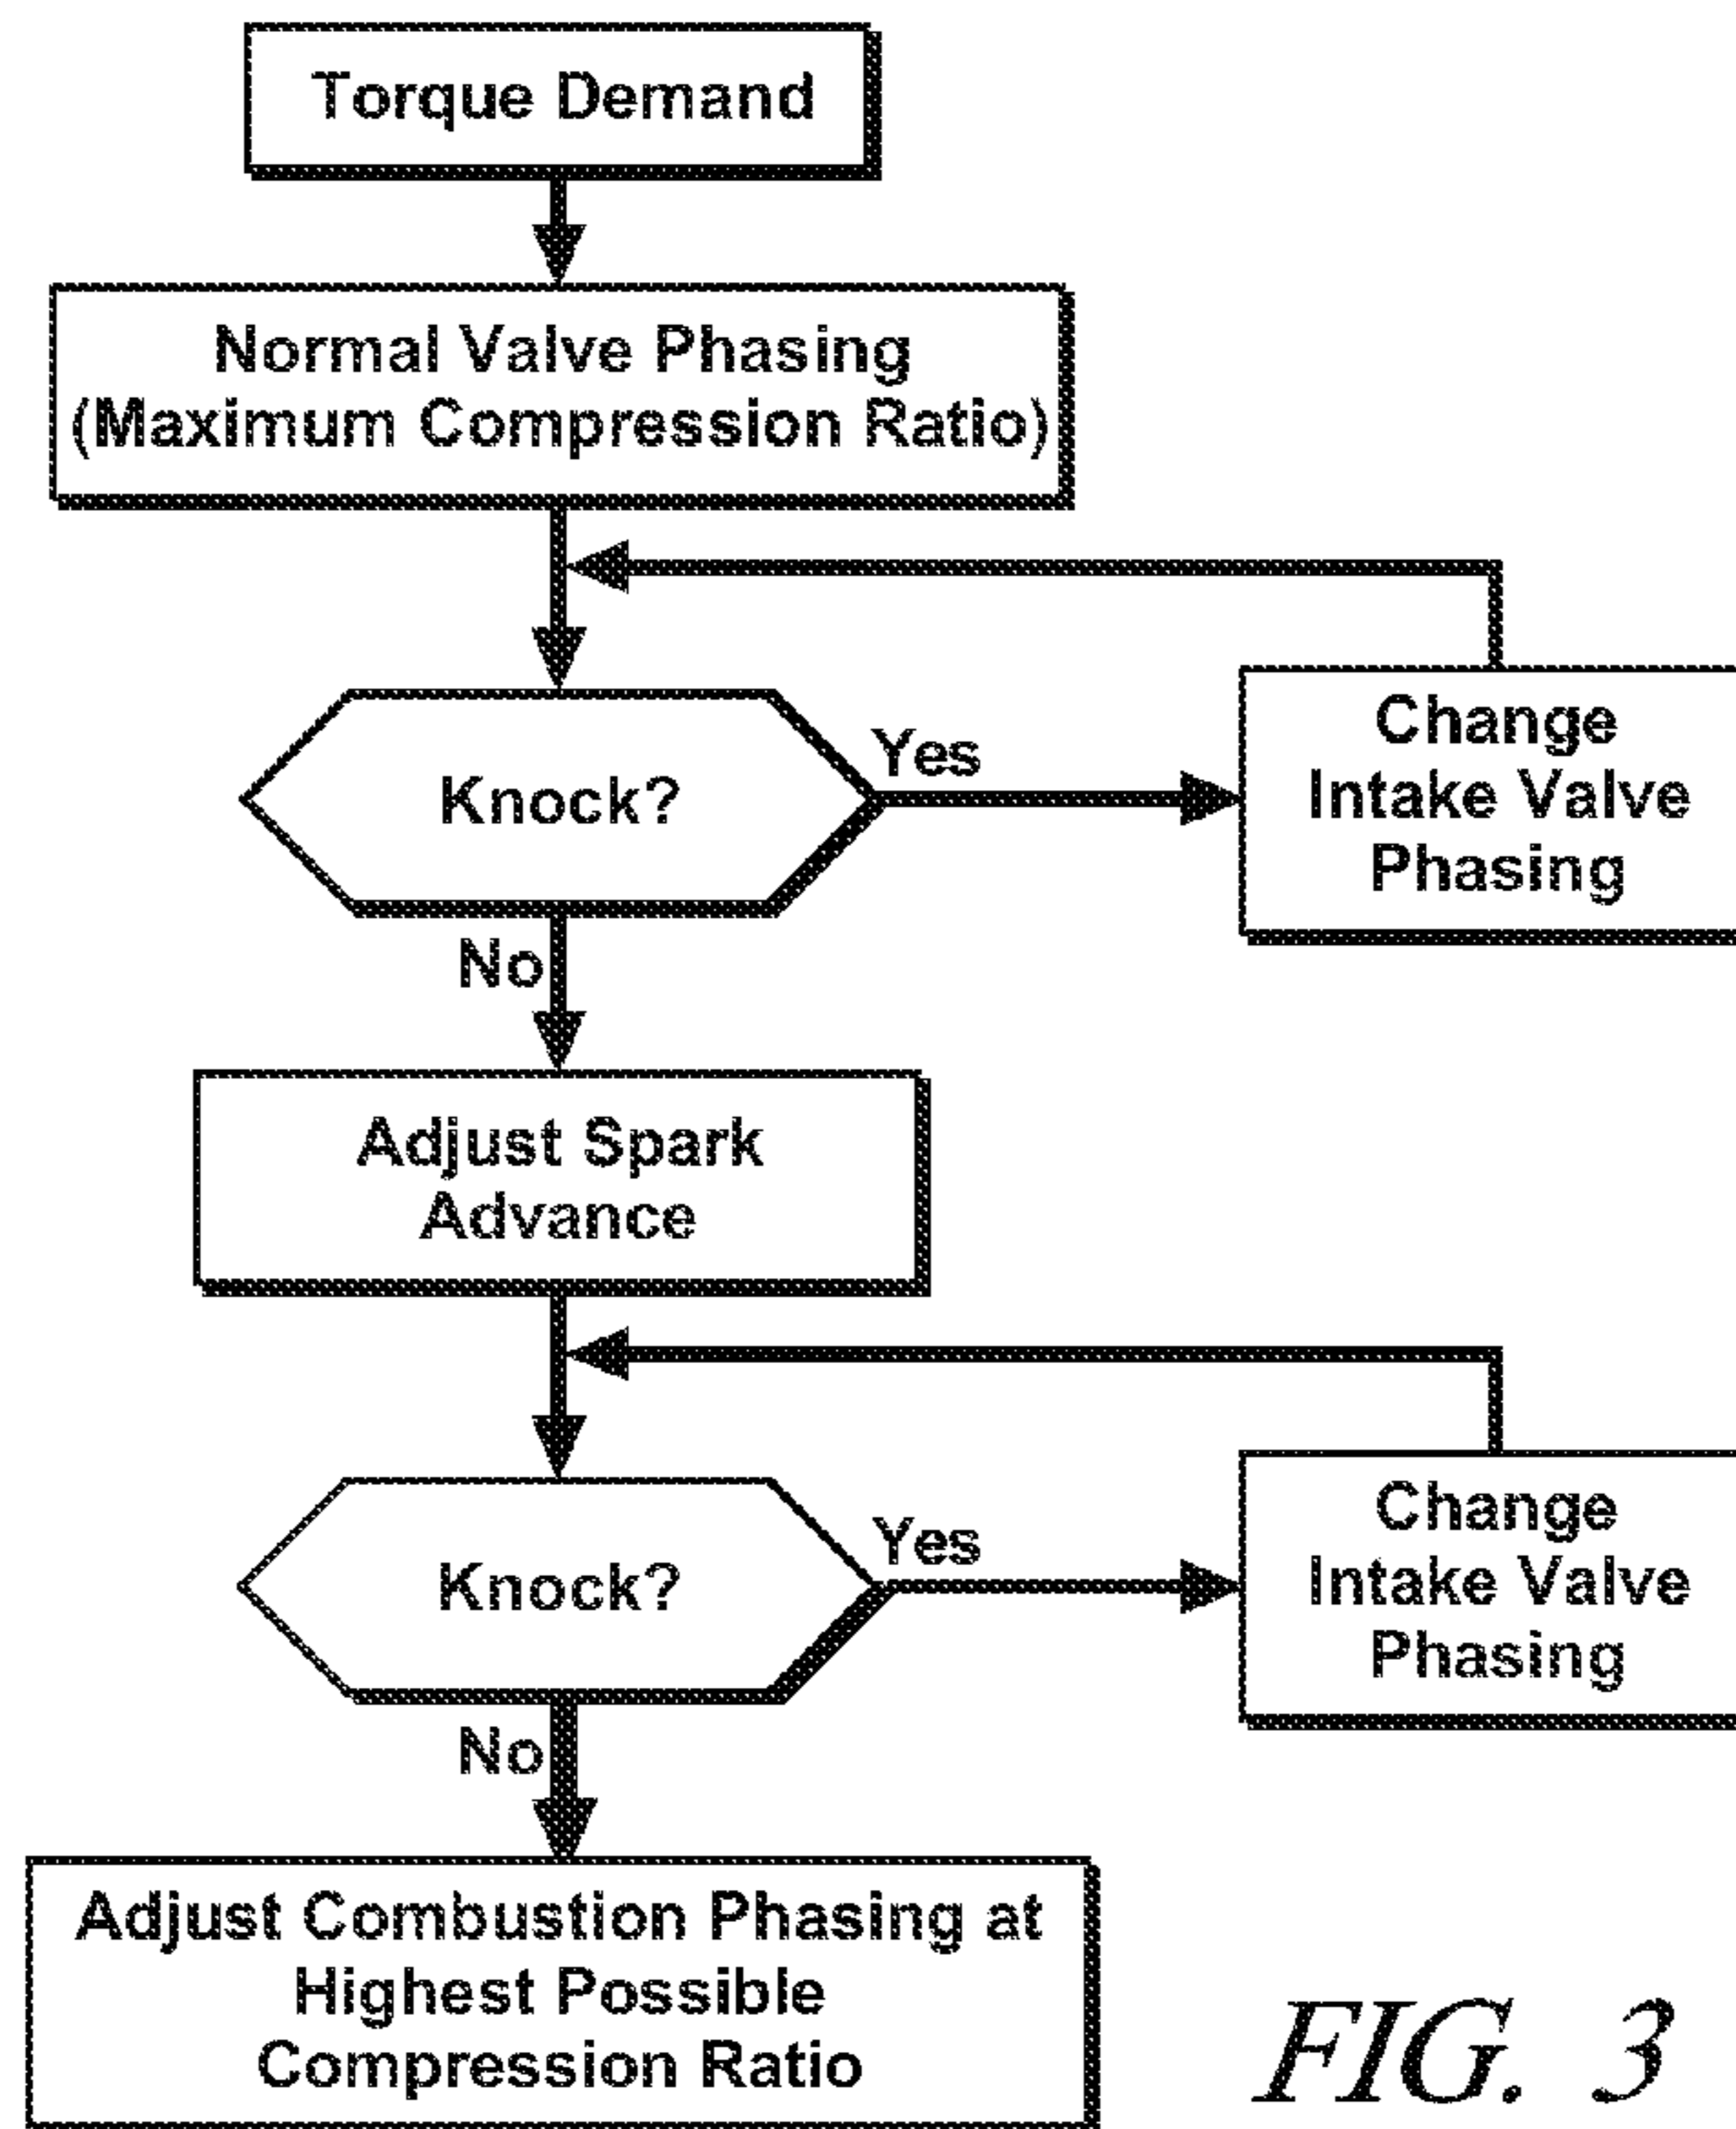 Torque Demand
Normal Valve Phasing
(Maximum Compression Ratio)
Knock?
Yes
Change
Intake Valve
Phasing
No
Adjust Spark
Advance
Knock?
Yes
Change
Intake Valve
Phasing
No
Adjust Combustion Phasing at
Highest Possible
Compression Ratio
FIG. 3